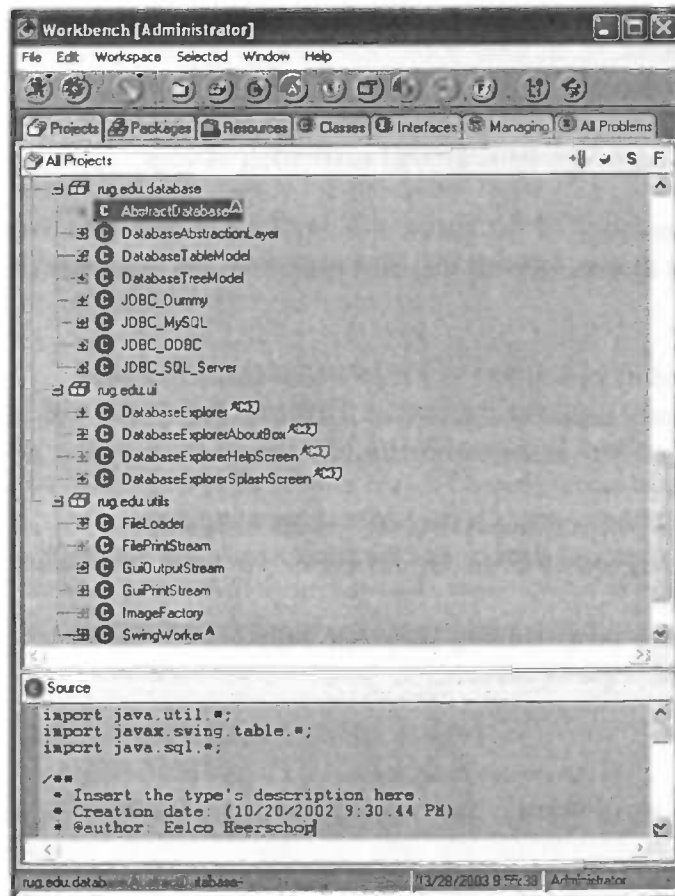 Workbench [Administrator]
File Edit Workspace Selected Window Help
Projects Packages Resources Classes Interfaces Managing All Problems
All Projects S F
rug.edu.database
C AbstractDatabase A
C DatabaseAbstractionLayer
C DatabaseTableModel
C DatabaseTreeModel
C JDBC_Dummy
C JDBC_MySQL
C JDBC_ODBC
C JDBC_SQL_Server
rug.edu.ui
C DatabaseExplorer
C DatabaseExplorerAboutBox
C DatabaseExplorerHelpScreen
C DatabaseExplorerSplashScreen
rug.edu.utils
C FileLoader
C FilePrintStream
C GuiOutputStream
C GuiPrintStream
C ImageFactory
C SwingWorker A
Source
import java.util.*;
import javax.swing.table.*;
import java.sql.*;
/**
* Insert the type's description here.
* Creation date: (10/20/2002 9:30:44 PM)
* @author: Eelco Heerschop
Administrator